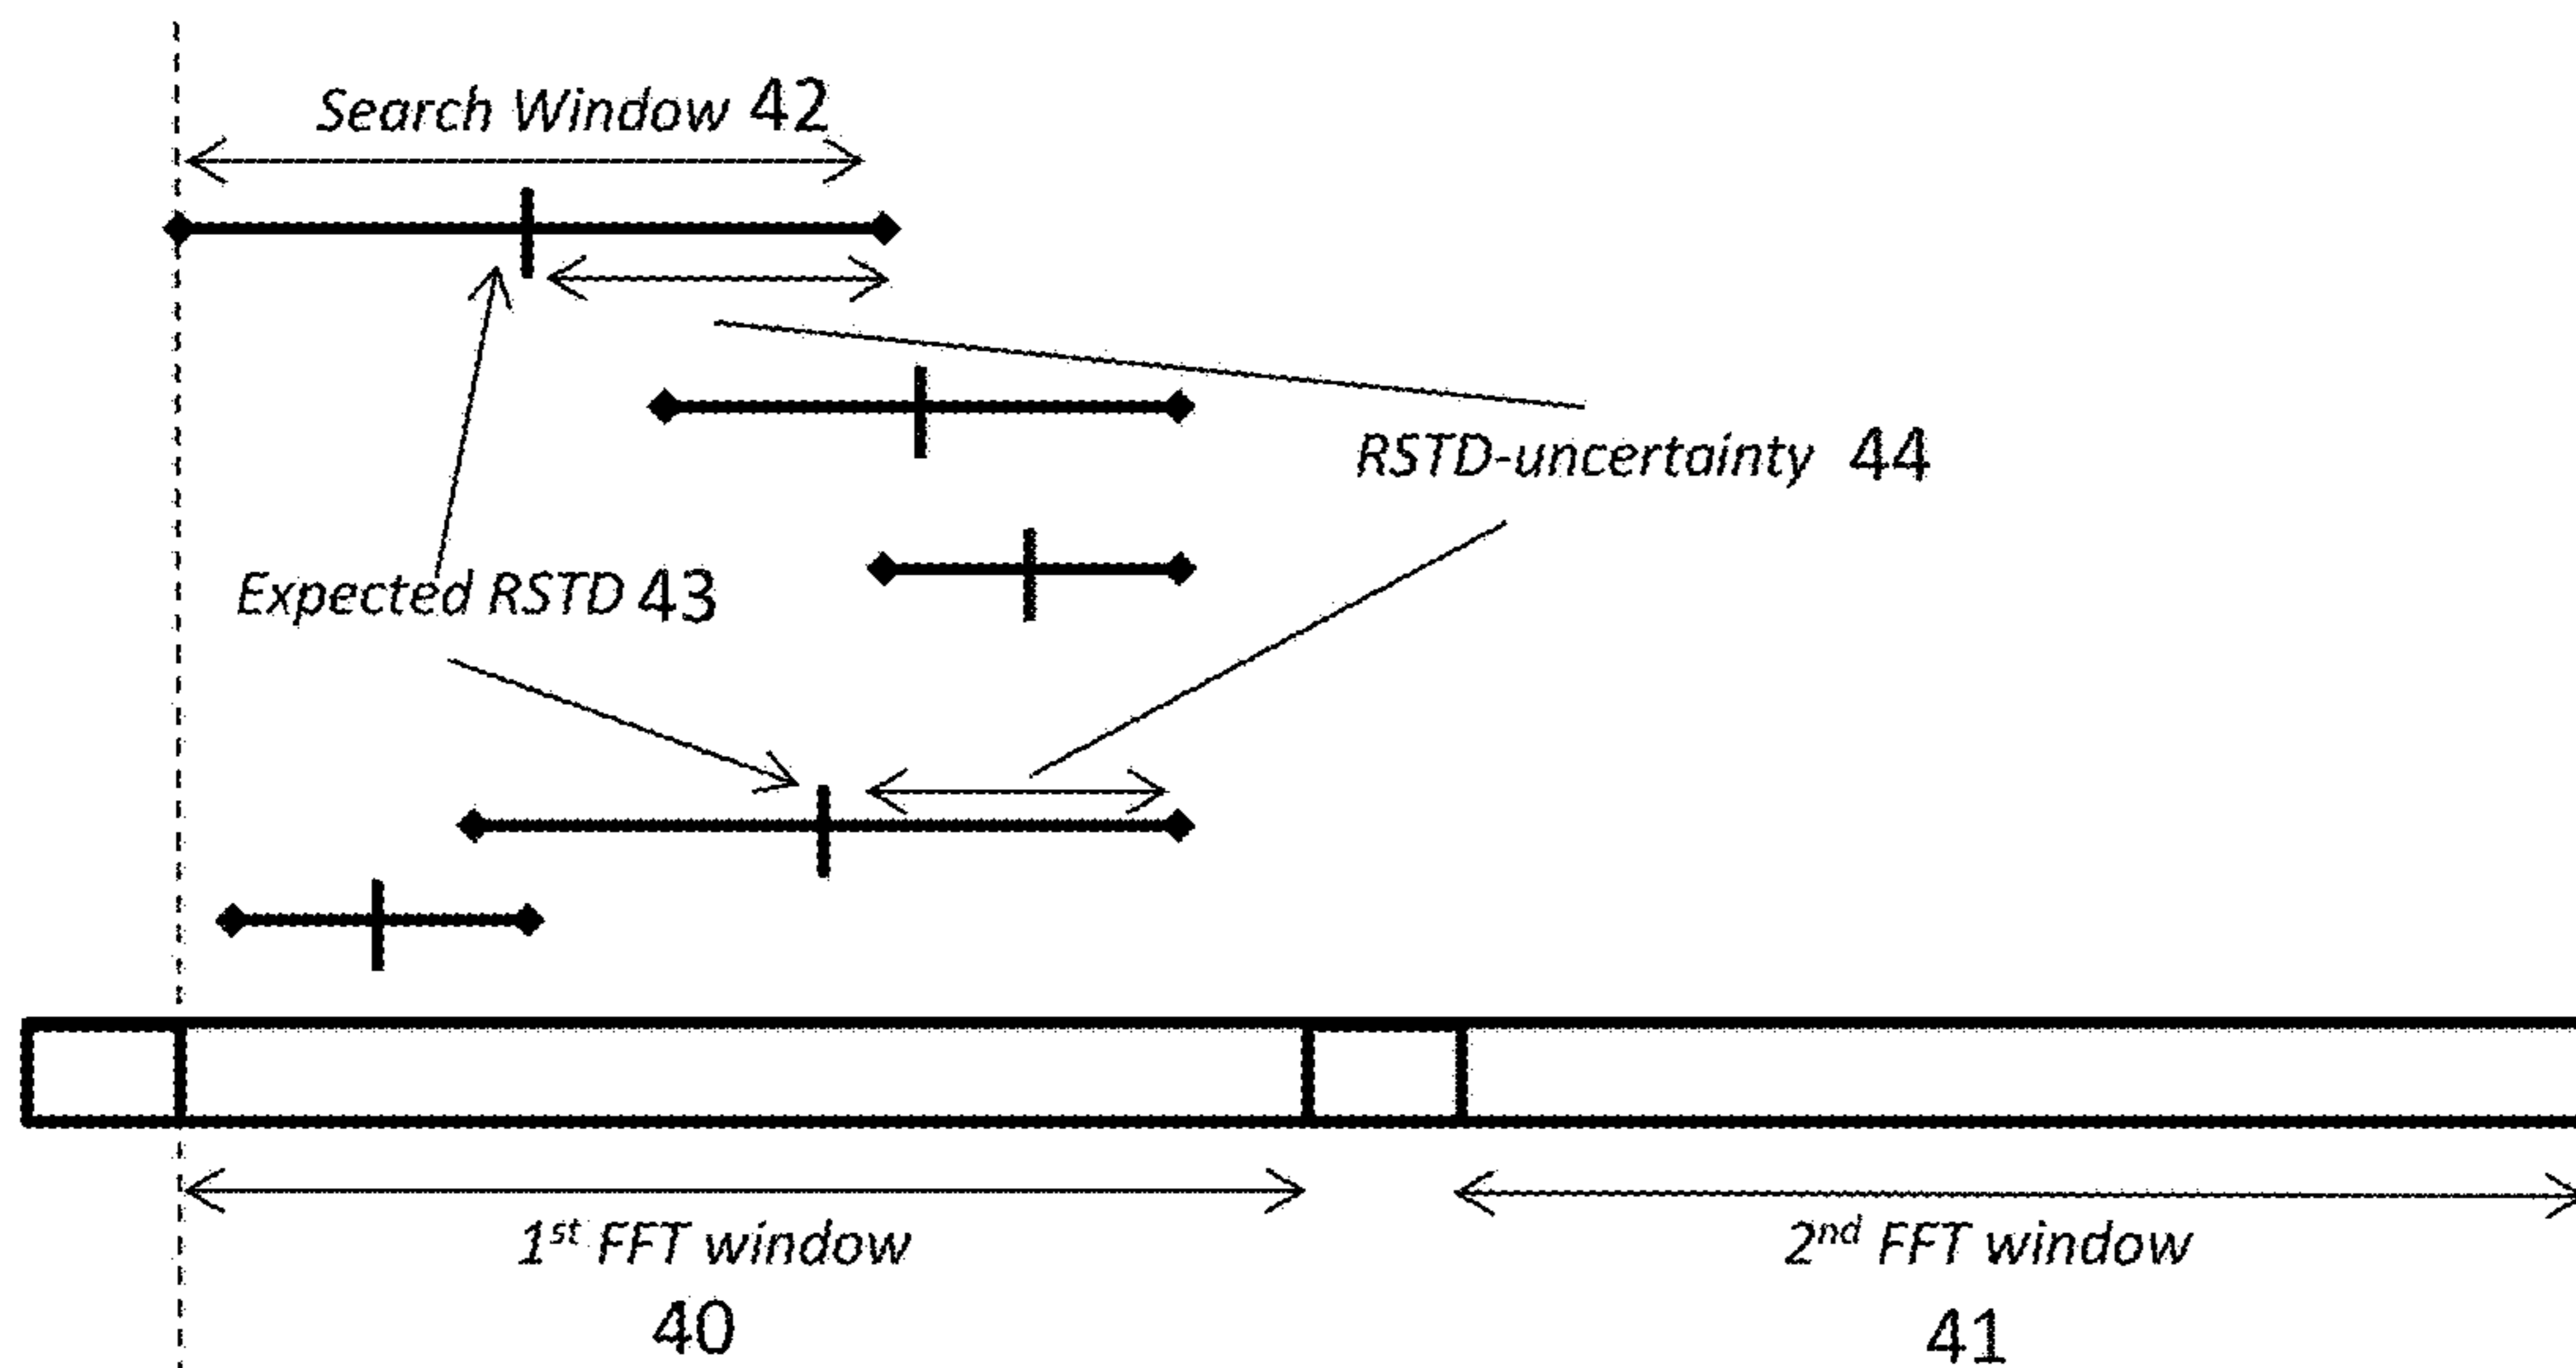 Search Window 42
RSTD-uncertainty 44
Expected RSTD 43
1st FFT window
2nd FFT window
40
41